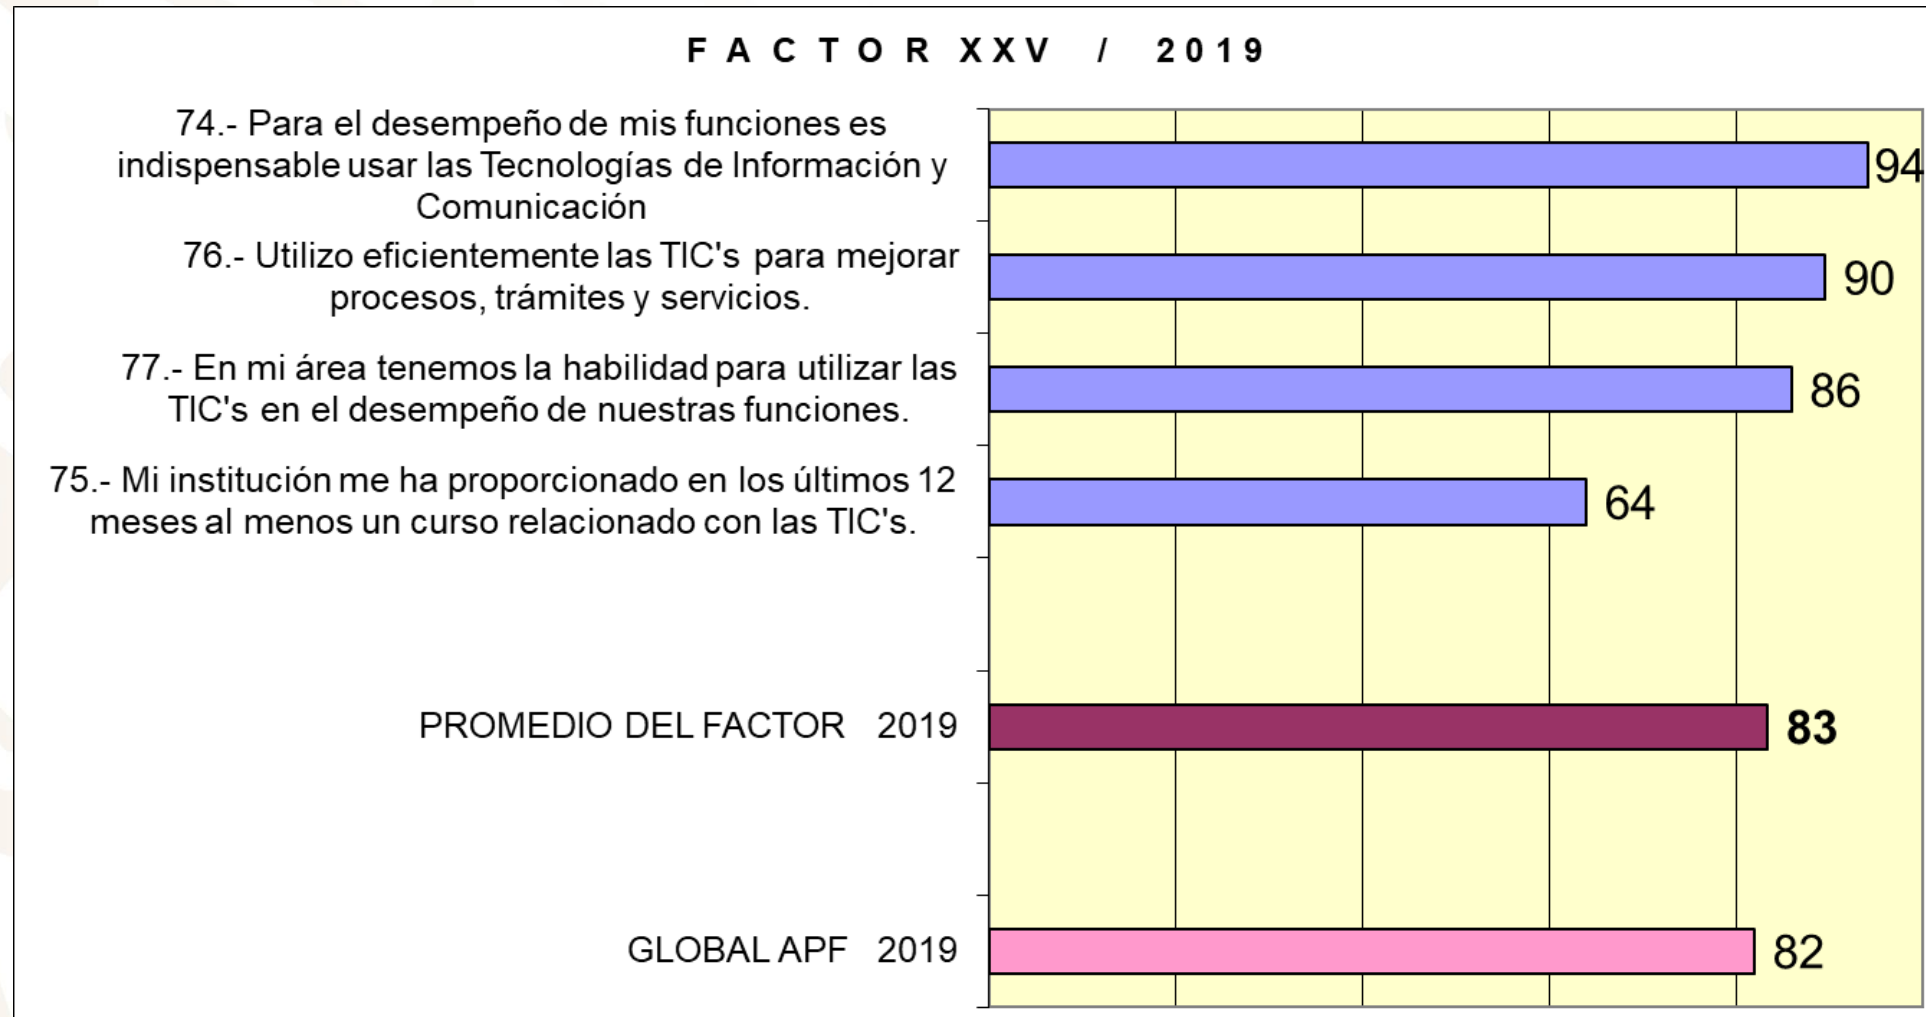 FACTOR XXV / 2019
74.- Para el desempeño de mis funciones es
indispensable usar las Tecnologías de Información y
Comunicación
94
76.- Utilizo eficientemente las TIC's para mejorar
procesos, trámites y servicios.
90
77.- En mi área tenemos la habilidad para utilizar las
TIC's en el desempeño de nuestras funciones.
86
75.- Mi institución me ha proporcionado en los últimos 12
meses al menos un curso relacionado con las TIC's.
64
PROMEDIO DEL FACTOR 2019
83
GLOBAL APF 2019
82